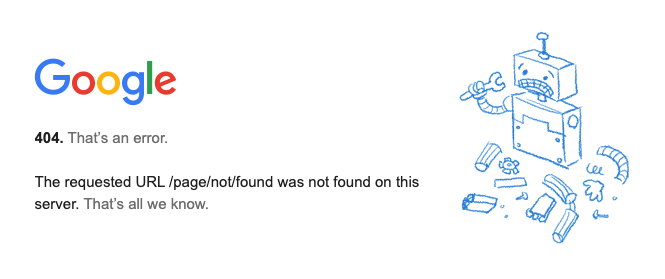 Google
404. That’s an error.
The requested URL /page/not/found was not found on this
server. That’s all we know.